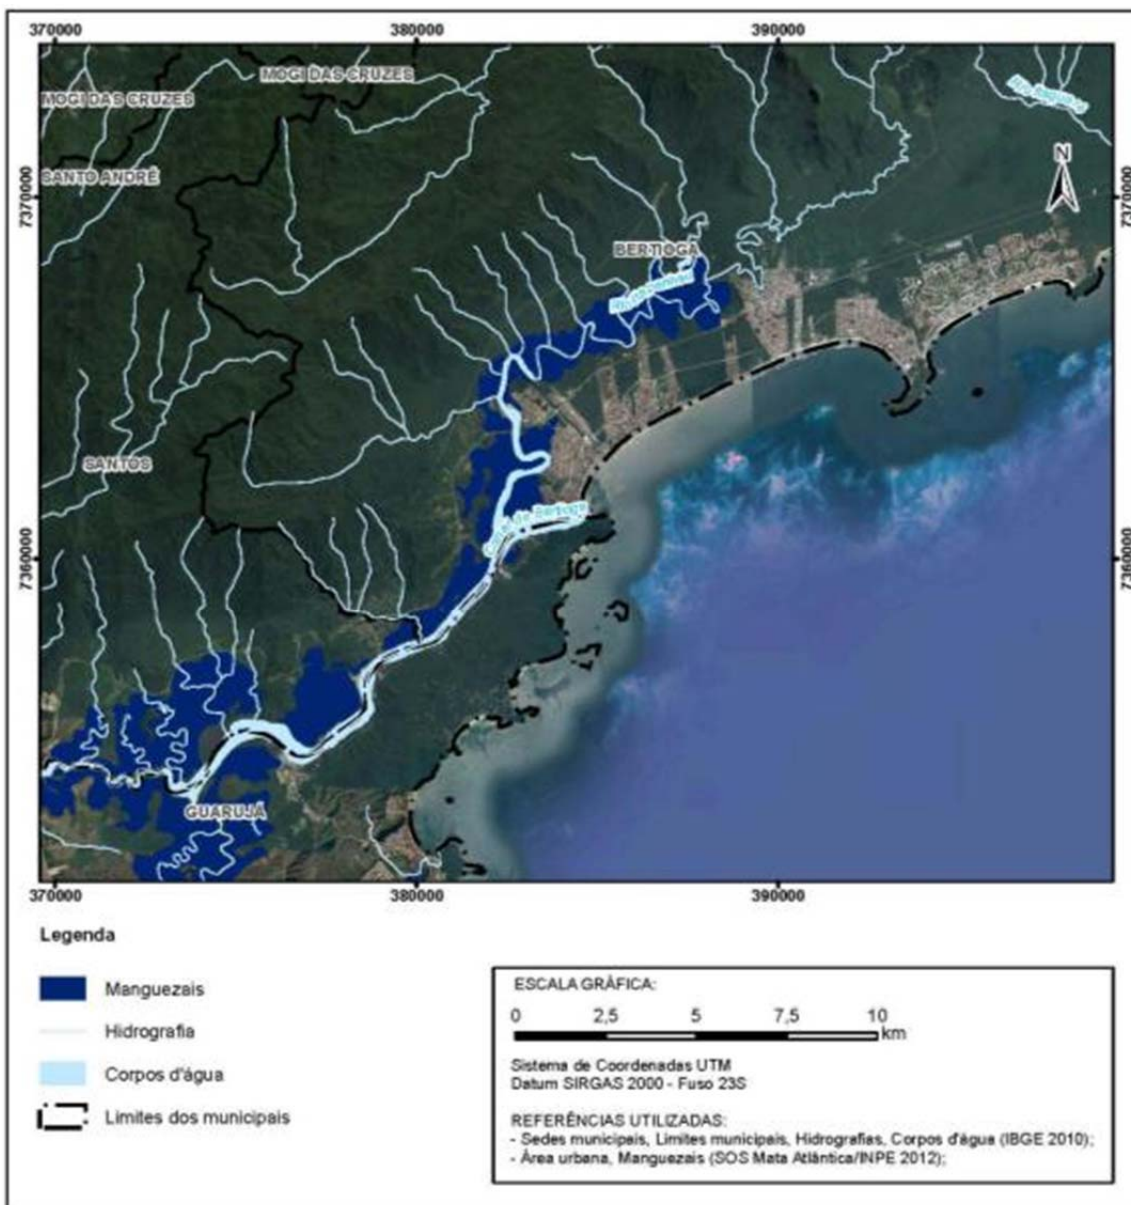 370000 380000 390000
MOGI DAS CRUZES
MOGI DAS CRUZES
N
SANTO ANDRÉ
7370000 7370000
BERTIOGA
SANTOS
7360000 7360000
GUARUJÁ
370000 380000 390000
Legenda
Manguezais
Hidrografia
Corpos d'água
Limites dos municipais
ESCALA GRÁFICA:
0 2,5 5 7,5 10
km
Sistema de Coordenadas UTM
Datum SIRGAS 2000 - Fuso 23S
REFERÊNCIAS UTILIZADAS:
- Sedes municipais, Limites municipais, Hidrografias, Corpos d'água (IBGE 2010);
- Área urbana, Manguezais (SOS Mata Atlântica/INPE 2012);